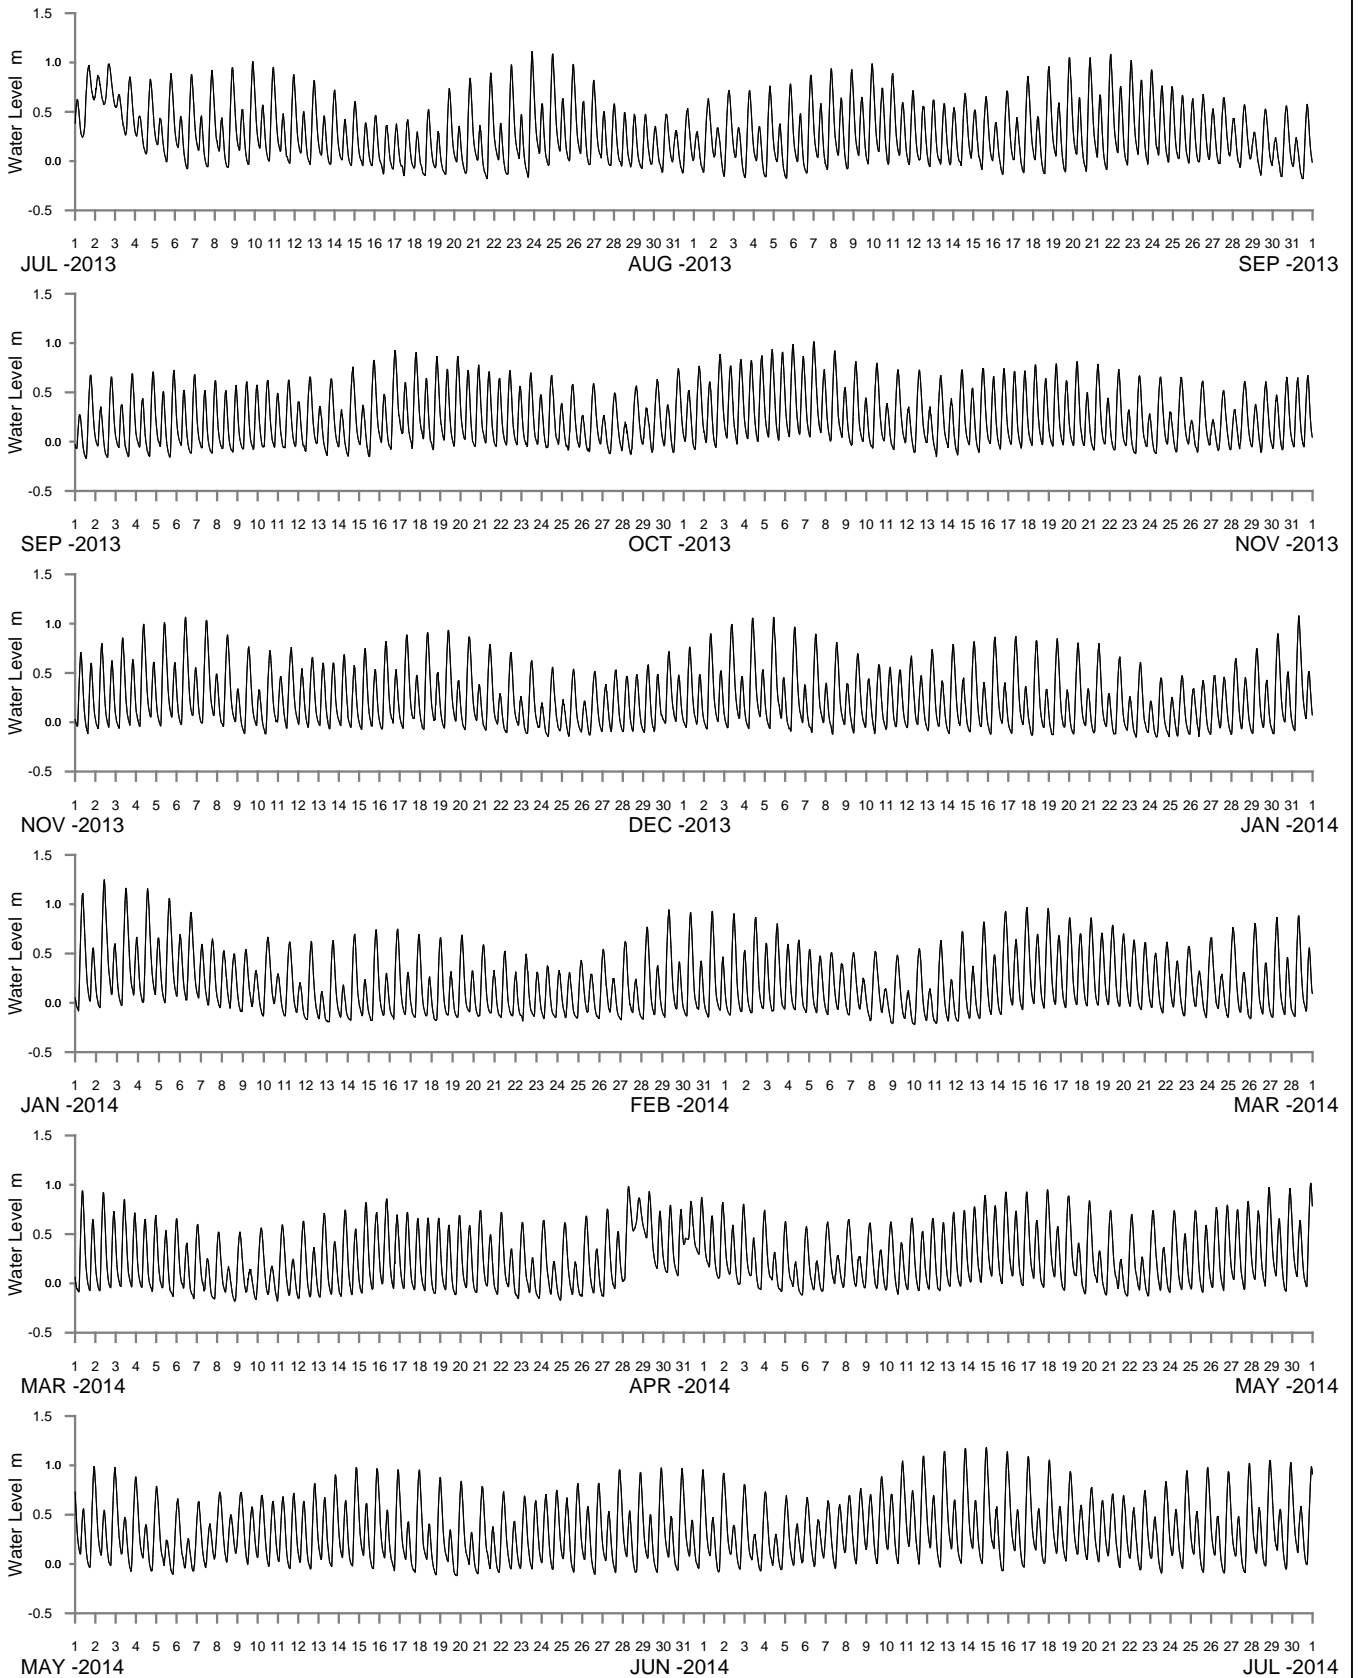 1.5
1.0
0.5
0.0
-0.5
Water Level m
1 2 3 4 5 6 7 8 9 10 11 12 13 14 15 16 17 18 19 20 21 22 23 24 25 26 27 28 29 30 31 1 2 3 4 5 6 7 8 9 10 11 12 13 14 15 16 17 18 19 20 21 22 23 24 25 26 27 28 29 30 31 1
JUL -2013 AUG -2013 SEP -2013
1.5
1.0
0.5
0.0
-0.5
Water Level m
1 2 3 4 5 6 7 8 9 10 11 12 13 14 15 16 17 18 19 20 21 22 23 24 25 26 27 28 29 30 1 2 3 4 5 6 7 8 9 10 11 12 13 14 15 16 17 18 19 20 21 22 23 24 25 26 27 28 29 30 31 1
SEP -2013 OCT -2013 NOV -2013
1.5
1.0
0.5
0.0
-0.5
Water Level m
1 2 3 4 5 6 7 8 9 10 11 12 13 14 15 16 17 18 19 20 21 22 23 24 25 26 27 28 29 30 1 2 3 4 5 6 7 8 9 10 11 12 13 14 15 16 17 18 19 20 21 22 23 24 25 26 27 28 29 30 31 1
NOV -2013 DEC -2013 JAN -2014
1.5
1.0
0.5
0.0
-0.5
Water Level m
1 2 3 4 5 6 7 8 9 10 11 12 13 14 15 16 17 18 19 20 21 22 23 24 25 26 27 28 29 30 31 1 2 3 4 5 6 7 8 9 10 11 12 13 14 15 16 17 18 19 20 21 22 23 24 25 26 27 28 1
JAN -2014 FEB -2014 MAR -2014
1.5
1.0
0.5
0.0
-0.5
Water Level m
1 2 3 4 5 6 7 8 9 10 11 12 13 14 15 16 17 18 19 20 21 22 23 24 25 26 27 28 29 30 31 1 2 3 4 5 6 7 8 9 10 11 12 13 14 15 16 17 18 19 20 21 22 23 24 25 26 27 28 29 30 1
MAR -2014 APR -2014 MAY -2014
1.5
1.0
0.5
0.0
-0.5
Water Level m
1 2 3 4 5 6 7 8 9 10 11 12 13 14 15 16 17 18 19 20 21 22 23 24 25 26 27 28 29 30 31 1 2 3 4 5 6 7 8 9 10 11 12 13 14 15 16 17 18 19 20 21 22 23 24 25 26 27 28 29 30 1
MAY -2014 JUN -2014 JUL -2014